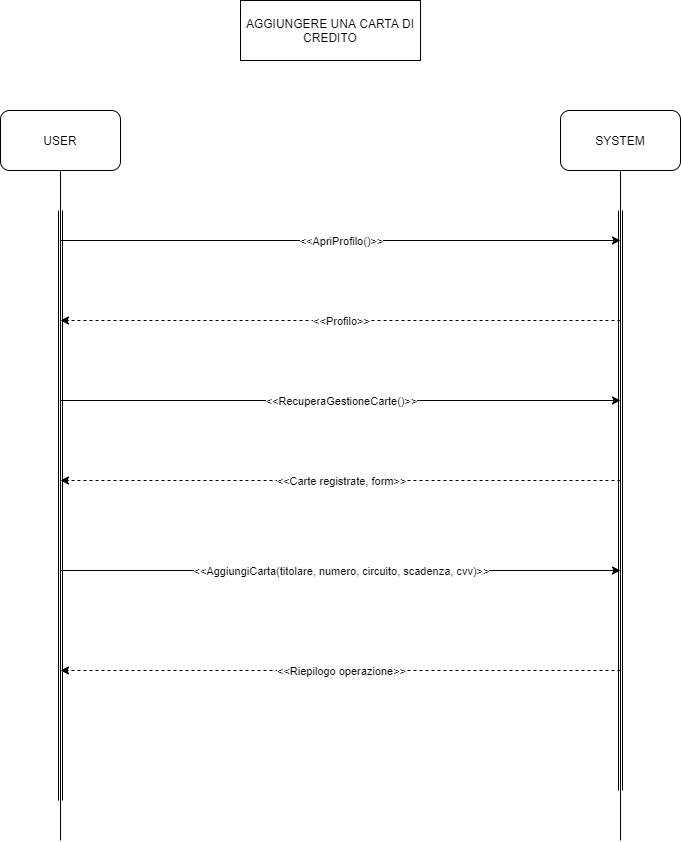 AGGIUNGERE UNA CARTA DI
CREDITO
USER
SYSTEM
<<ApriProfilo()>>
<<Profilo>>
<<RecuperaGestioneCarte()>>
<<Carte registrate, form>>
<<AggiungiCarta(titolare, numero, circuito, scadenza, cvv)>>
<<Riepilogo operazione>>